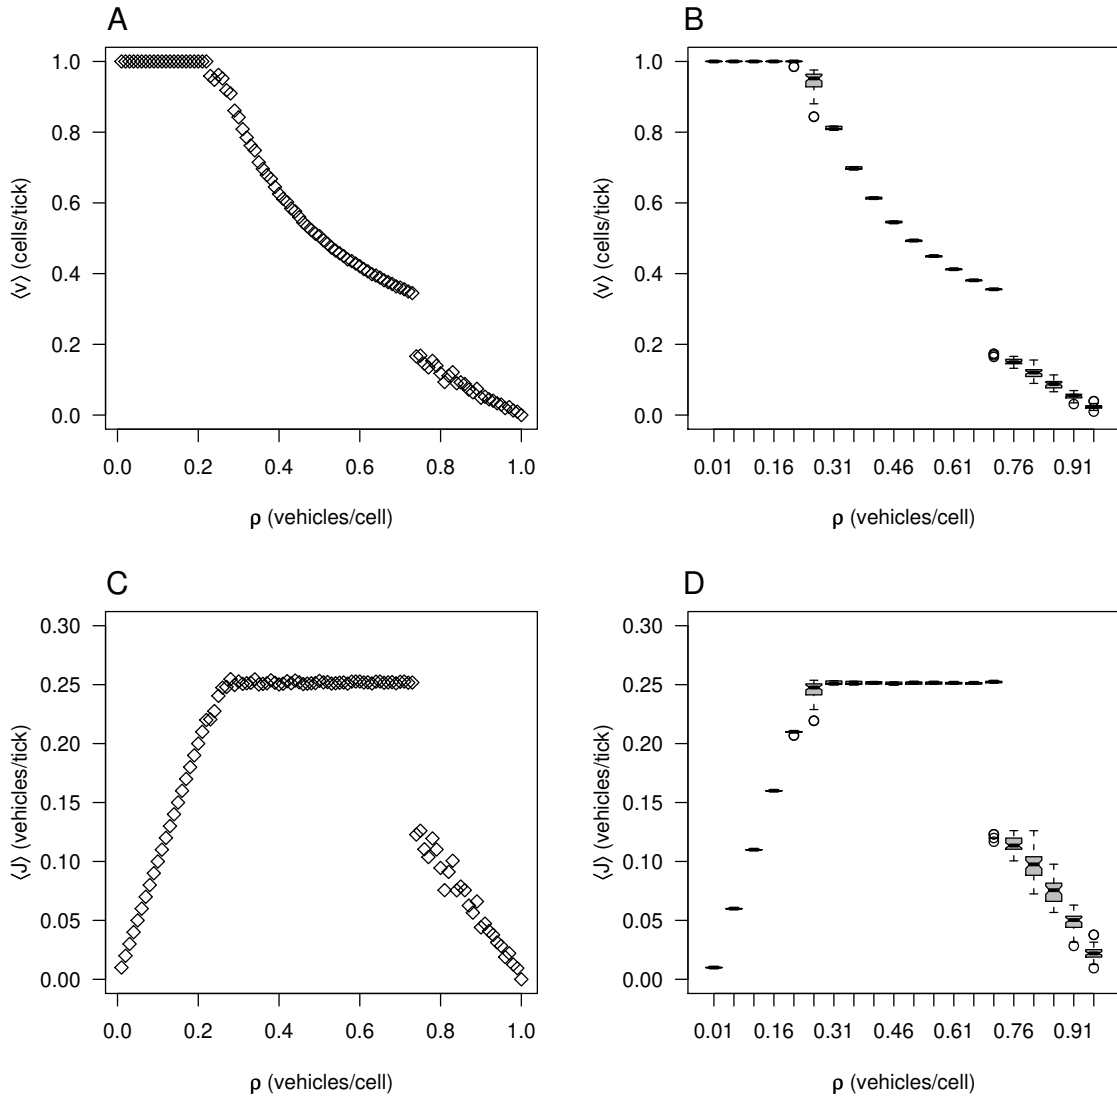 A
⟨v⟩ (cells/tick)
1.0
0.8
0.6
0.4
0.2
0.0
0.0 0.2 0.4 0.6 0.8 1.0
ρ (vehicles/cell)
B
⟨v⟩ (cells/tick)
1.0
0.8
0.6
0.4
0.2
0.0
0.01 0.16 0.31 0.46 0.61 0.76 0.91
ρ (vehicles/cell)
C
⟨J⟩ (vehicles/tick)
0.30
0.25
0.20
0.15
0.10
0.05
0.00
0.0 0.2 0.4 0.6 0.8 1.0
ρ (vehicles/cell)
D
⟨J⟩ (vehicles/tick)
0.30
0.25
0.20
0.15
0.10
0.05
0.00
0.01 0.16 0.31 0.46 0.61 0.76 0.91
ρ (vehicles/cell)